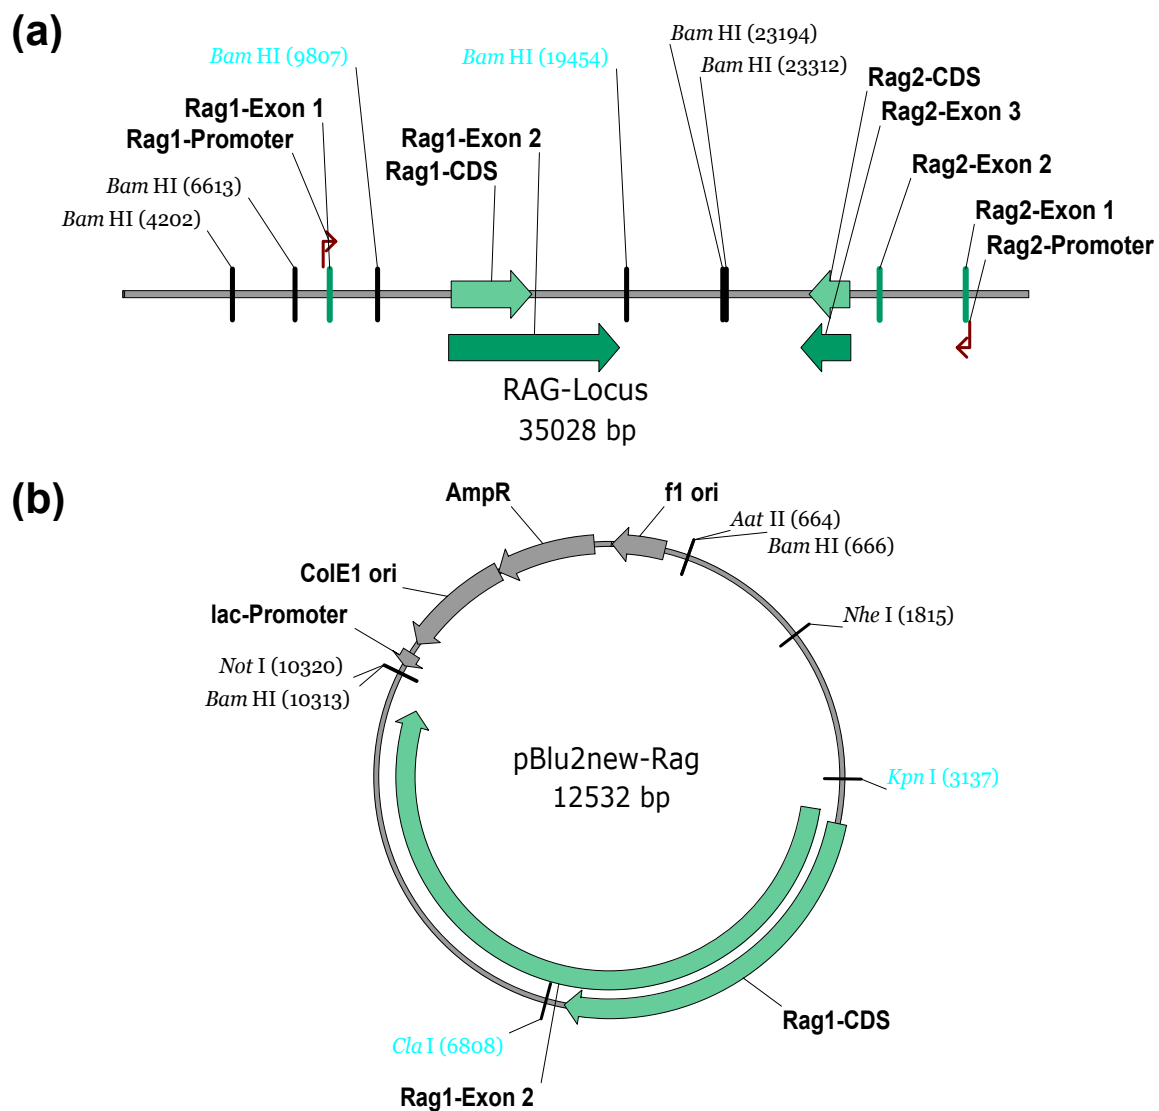 (a)
Bam HI (9807)
Bam HI (19454)
Bam HI (23194)
Bam HI (23312)
Rag2-CDS
Rag2-Exon 3
Rag1-Exon 1
Rag1-Promoter
Rag1-Exon 2
Rag1-CDS
Rag2-Exon 2
Bam HI (6613)
Bam HI (4202)
Rag2-Exon 1
Rag2-Promoter
RAG-Locus
35028 bp
(b)
AmpR
f1 ori
Aat II (664)
Bam HI (666)
ColE1 ori
lac-Promoter
Nhe I (1815)
Not I (10320)
Bam HI (10313)
pBlu2new-Rag
12532 bp
Kpn I (3137)
Rag1-CDS
Cla I (6808)
Rag1-Exon 2